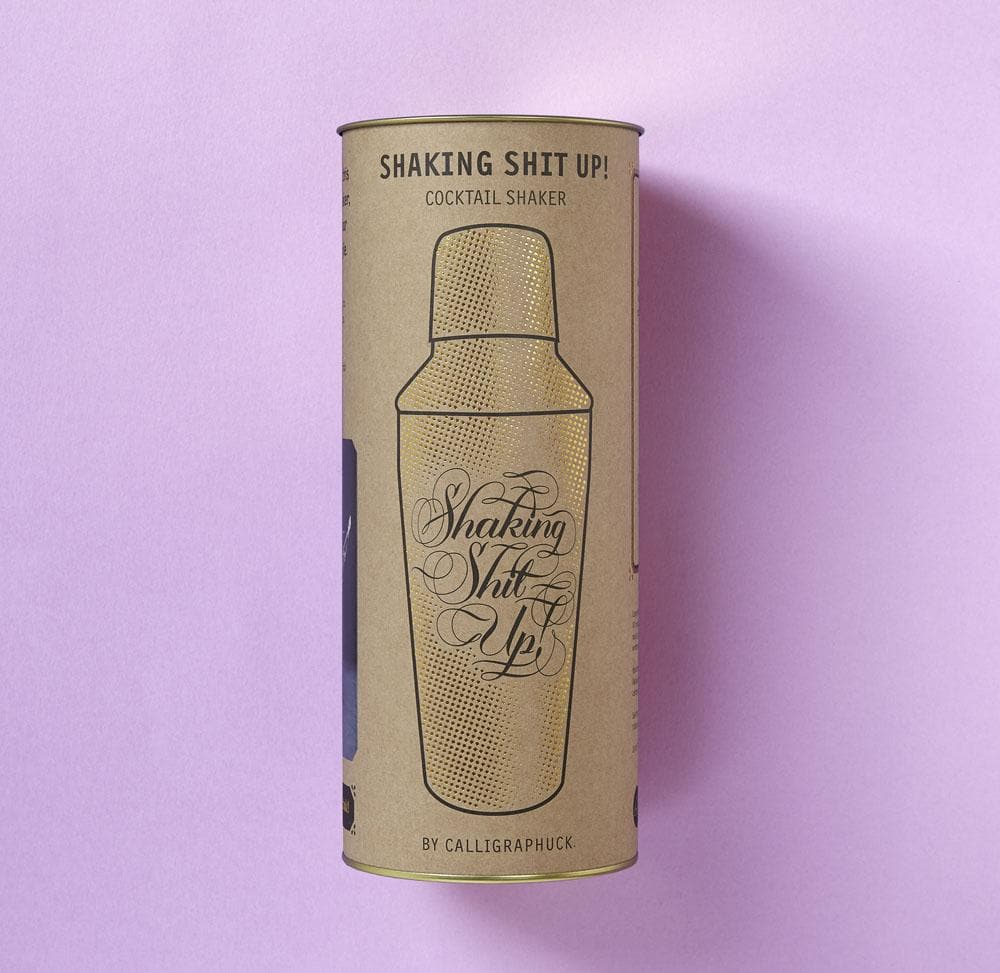 SHAKING SHIT UP!
COCKTAIL SHAKER
Shaking
Shit
Up!
BY CALLIGRAPHUCK